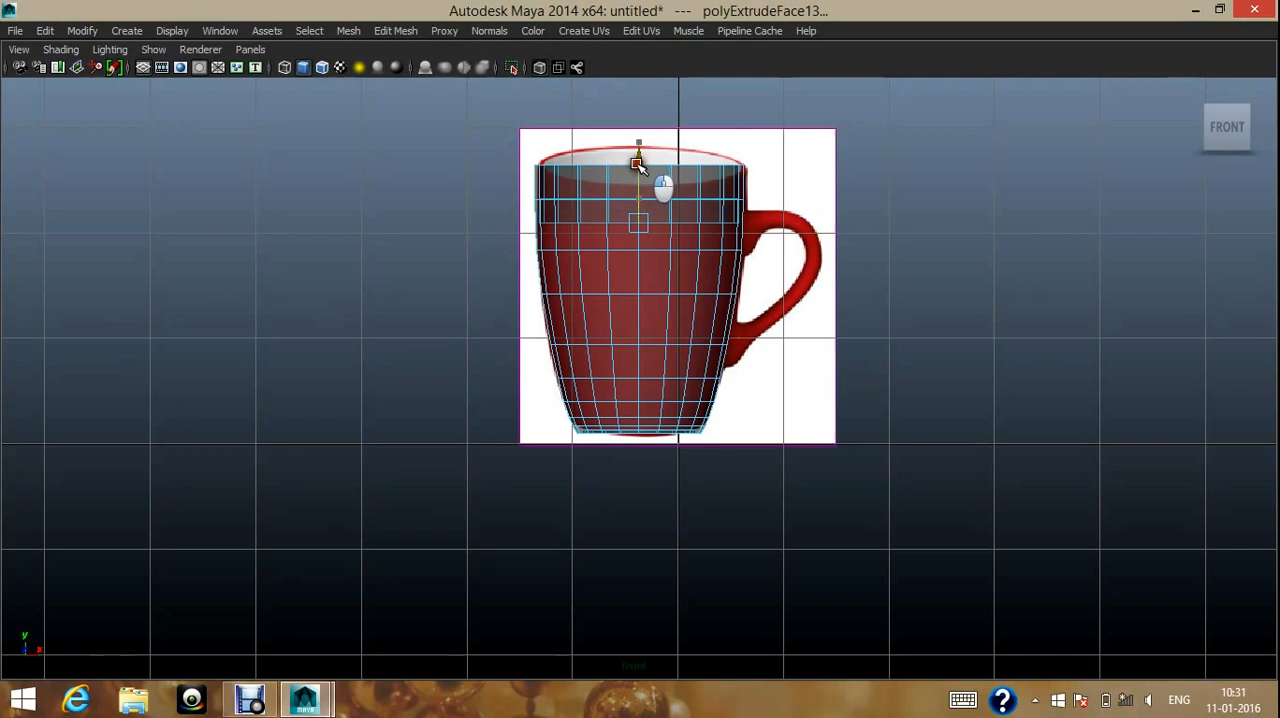 Autodesk Maya 2014 x64: untitled* --- polyExtrudeFace13...
File Edit Modify Create Display Window Assets Select Mesh Edit Mesh Proxy Normals Color Create UVs Edit UVs Muscle Pipeline Cache Help
View Shading Lighting Show Renderer Panels
FRONT
y
x
front
MAYA
ENG
10:31
11-01-2016